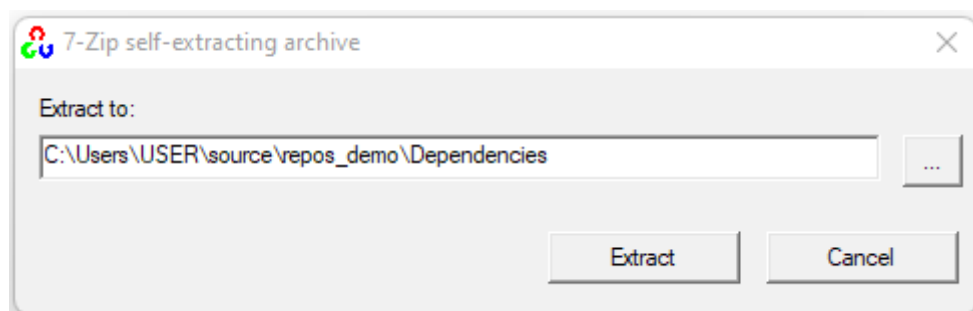 7-Zip self-extracting archive
Extract to:
C:\Users\USER\source\repos_demo\Dependencies
...
Extract
Cancel